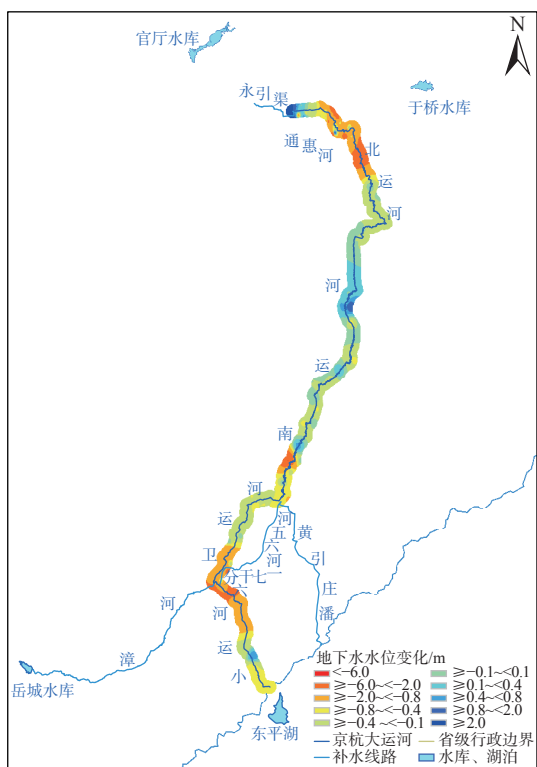 N
官厅水库
于桥水库
永引渠
通惠河
北运河
南运河
卫运河
小运河
漳河
六五河
六分干
七一河
潘庄引黄
岳城水库
东平湖
地下水水位变化/m
<−6.0
≥−6.0~<−2.0
≥−2.0~<−0.8
≥−0.8~<−0.4
≥−0.4~<−0.1
≥−0.1~<0.1
≥0.1~<0.4
≥0.4~<0.8
≥0.8~<2.0
≥2.0
京杭大运河
省级行政边界
补水线路
水库、湖泊